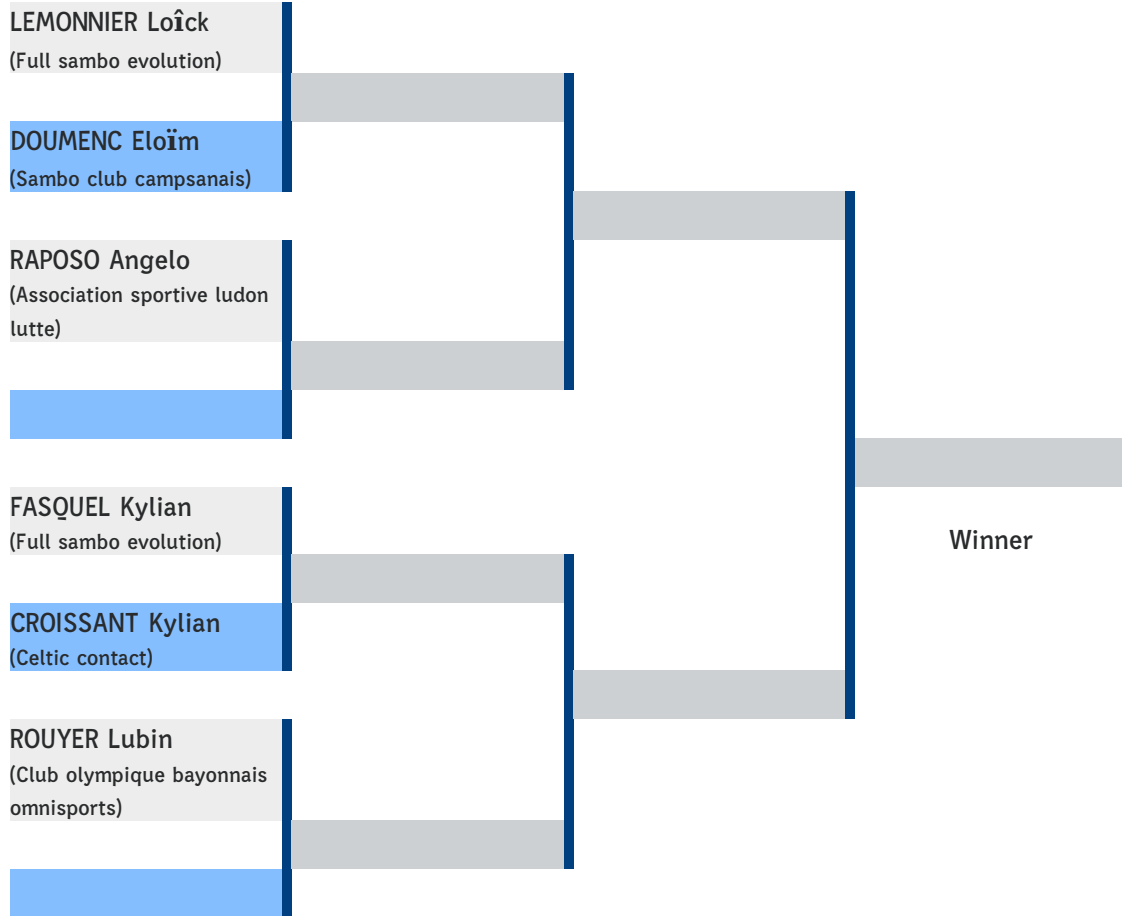 LEMONNIER Loîck
(Full sambo evolution)
DOUMENC Eloïm
(Sambo club campsanais)
RAPOSO Angelo
(Association sportive ludon
lutte)
FASQUEL Kylian
(Full sambo evolution)
Winner
CROISSANT Kylian
(Celtic contact)
ROUYER Lubin
(Club olympique bayonnais
omnisports)